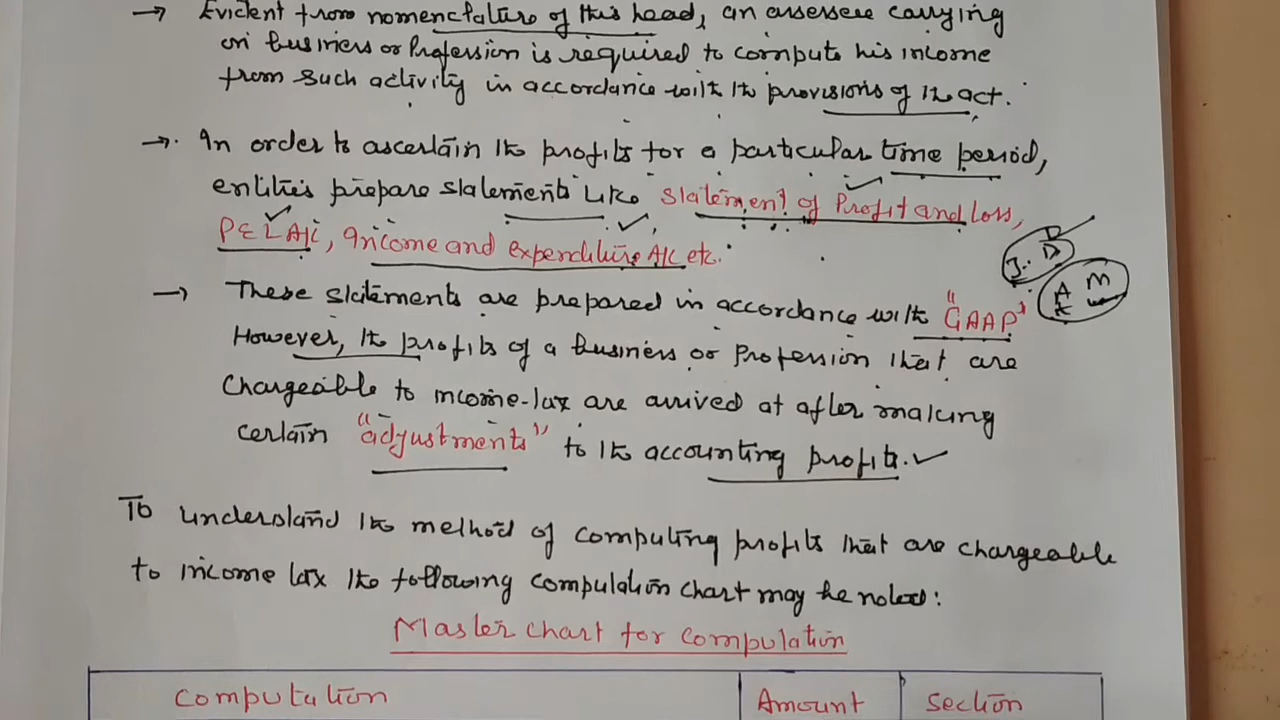 → Evident from nomenclature of this head, an assessee carrying
on business or Profession is required to compute his income
from such activity in accordance with the provisions of the act.
→ In order to ascertain the profits for a particular time period,
entities prepare statements like statement of Profit and loss,
P & L A/c, Income and expenditure A/c etc.
→ These statements are prepared in accordance with "GAAP"
However, the profits of a business or Profession that are
chargeable to income-tax are arrived at after making
certain "adjustments" to the accounting profits.
To understand the method of computing profits that are chargeable
to income tax the following computation chart may be noted:
Master chart for computation
Computation Amount Section